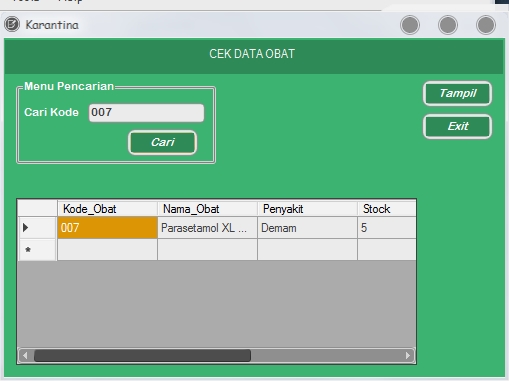 Karantina
CEK DATA OBAT
Menu Pencarian
Cari Kode 007
Cari
Tampil
Exit
Kode_Obat Nama_Obat Penyakit Stock
007 Parasetamol XL ... Demam 5
*